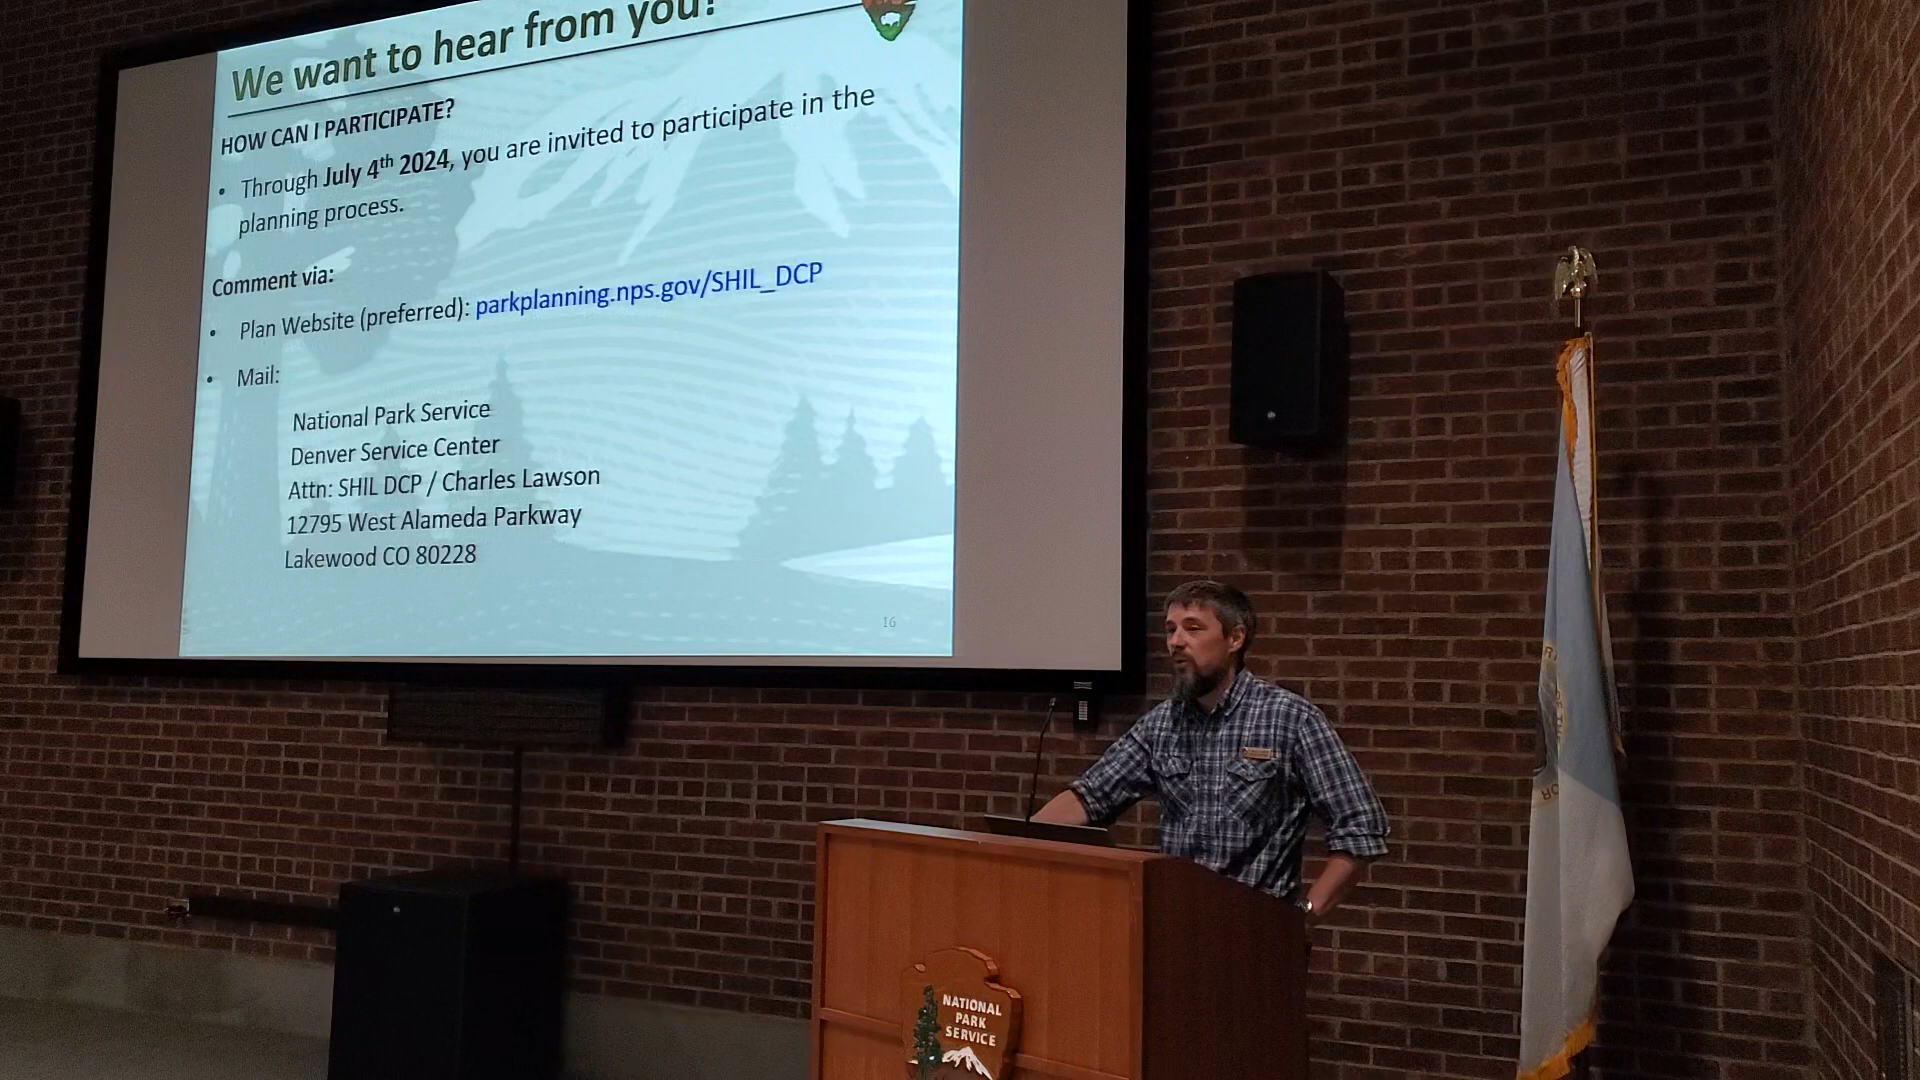 We want to hear from you!
HOW CAN I PARTICIPATE?
• Through July 4th 2024, you are invited to participate in the
planning process.
Comment via:
• Plan Website (preferred): parkplanning.nps.gov/SHIL_DCP
• Mail:
National Park Service
Denver Service Center
Attn: SHIL DCP / Charles Lawson
12795 West Alameda Parkway
Lakewood CO 80228
16
NATIONAL
PARK
SERVICE